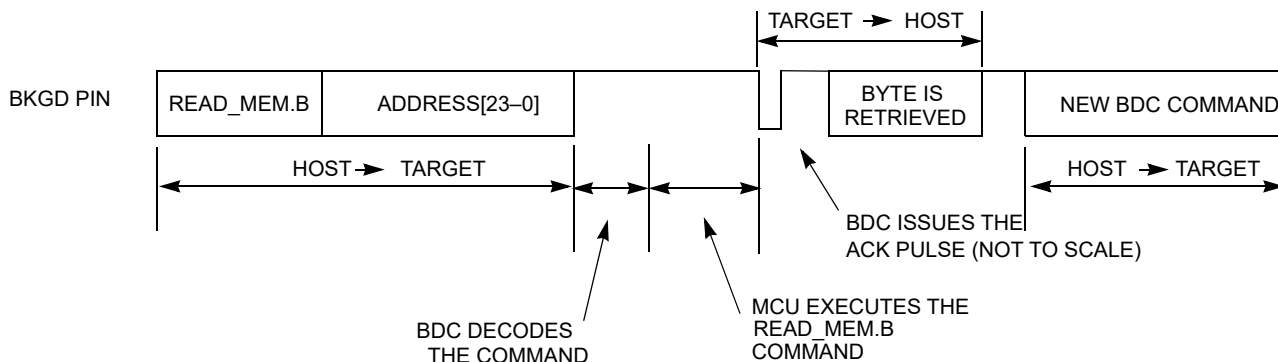 TARGET → HOST
BKGD PIN
READ_MEM.B
ADDRESS[23–0]
BYTE IS
RETRIEVED
NEW BDC COMMAND
HOST → TARGET
HOST → TARGET
BDC ISSUES THE
ACK PULSE (NOT TO SCALE)
BDC DECODES
THE COMMAND
MCU EXECUTES THE
READ_MEM.B
COMMAND